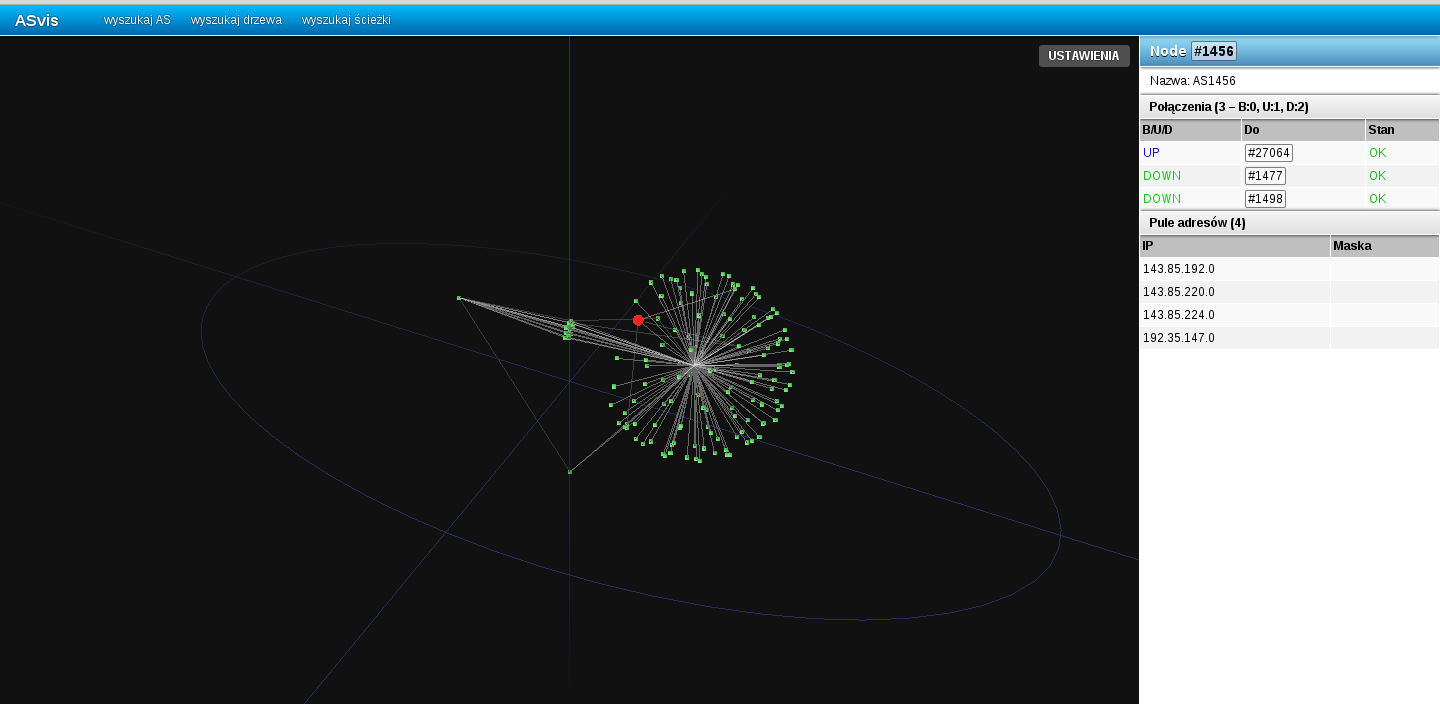 ASvis wyszukaj AS wyszukaj drzewa wyszukaj ścieżki
USTAWIENIA
Node #1456
Nazwa: AS1456
Połączenia (3 – B:0, U:1, D:2)
B/U/D Do Stan
UP #27064 OK
DOWN #1477 OK
DOWN #1498 OK
Pule adresów (4)
IP Maska
143.85.192.0
143.85.220.0
143.85.224.0
192.35.147.0